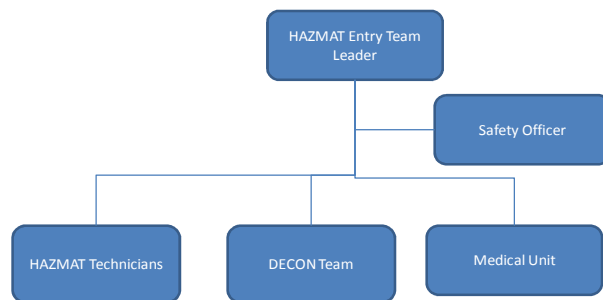 HAZMAT Entry Team
Leader
Safety Officer
HAZMAT Technicians
DECON Team
Medical Unit